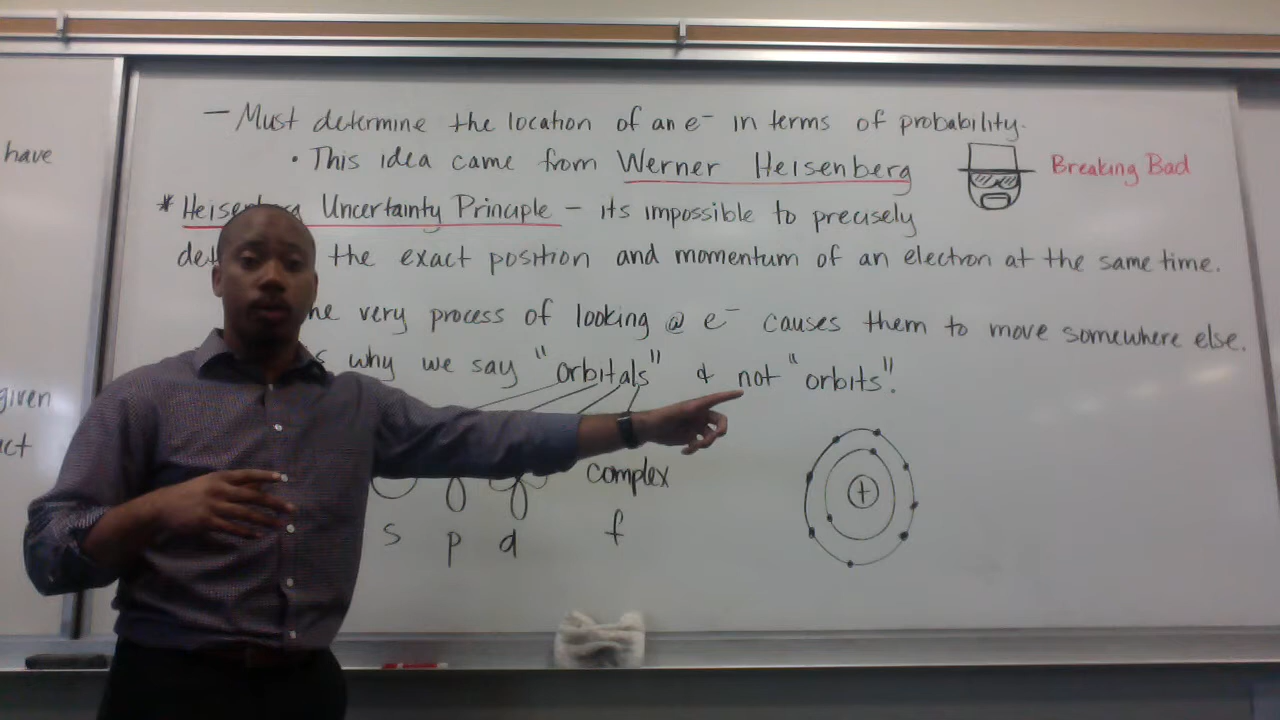 have
given
– Must determine the location of an e⁻ in terms of probability.
• This idea came from Werner Heisenberg
Breaking Bad
* Uncertainty Principle – its impossible to precisely
the exact position and momentum of an electron at the same time.
very process of looking @ e⁻ causes them to move somewhere else.
why we say "orbitals" & not "orbits".
complex
s p d f
+